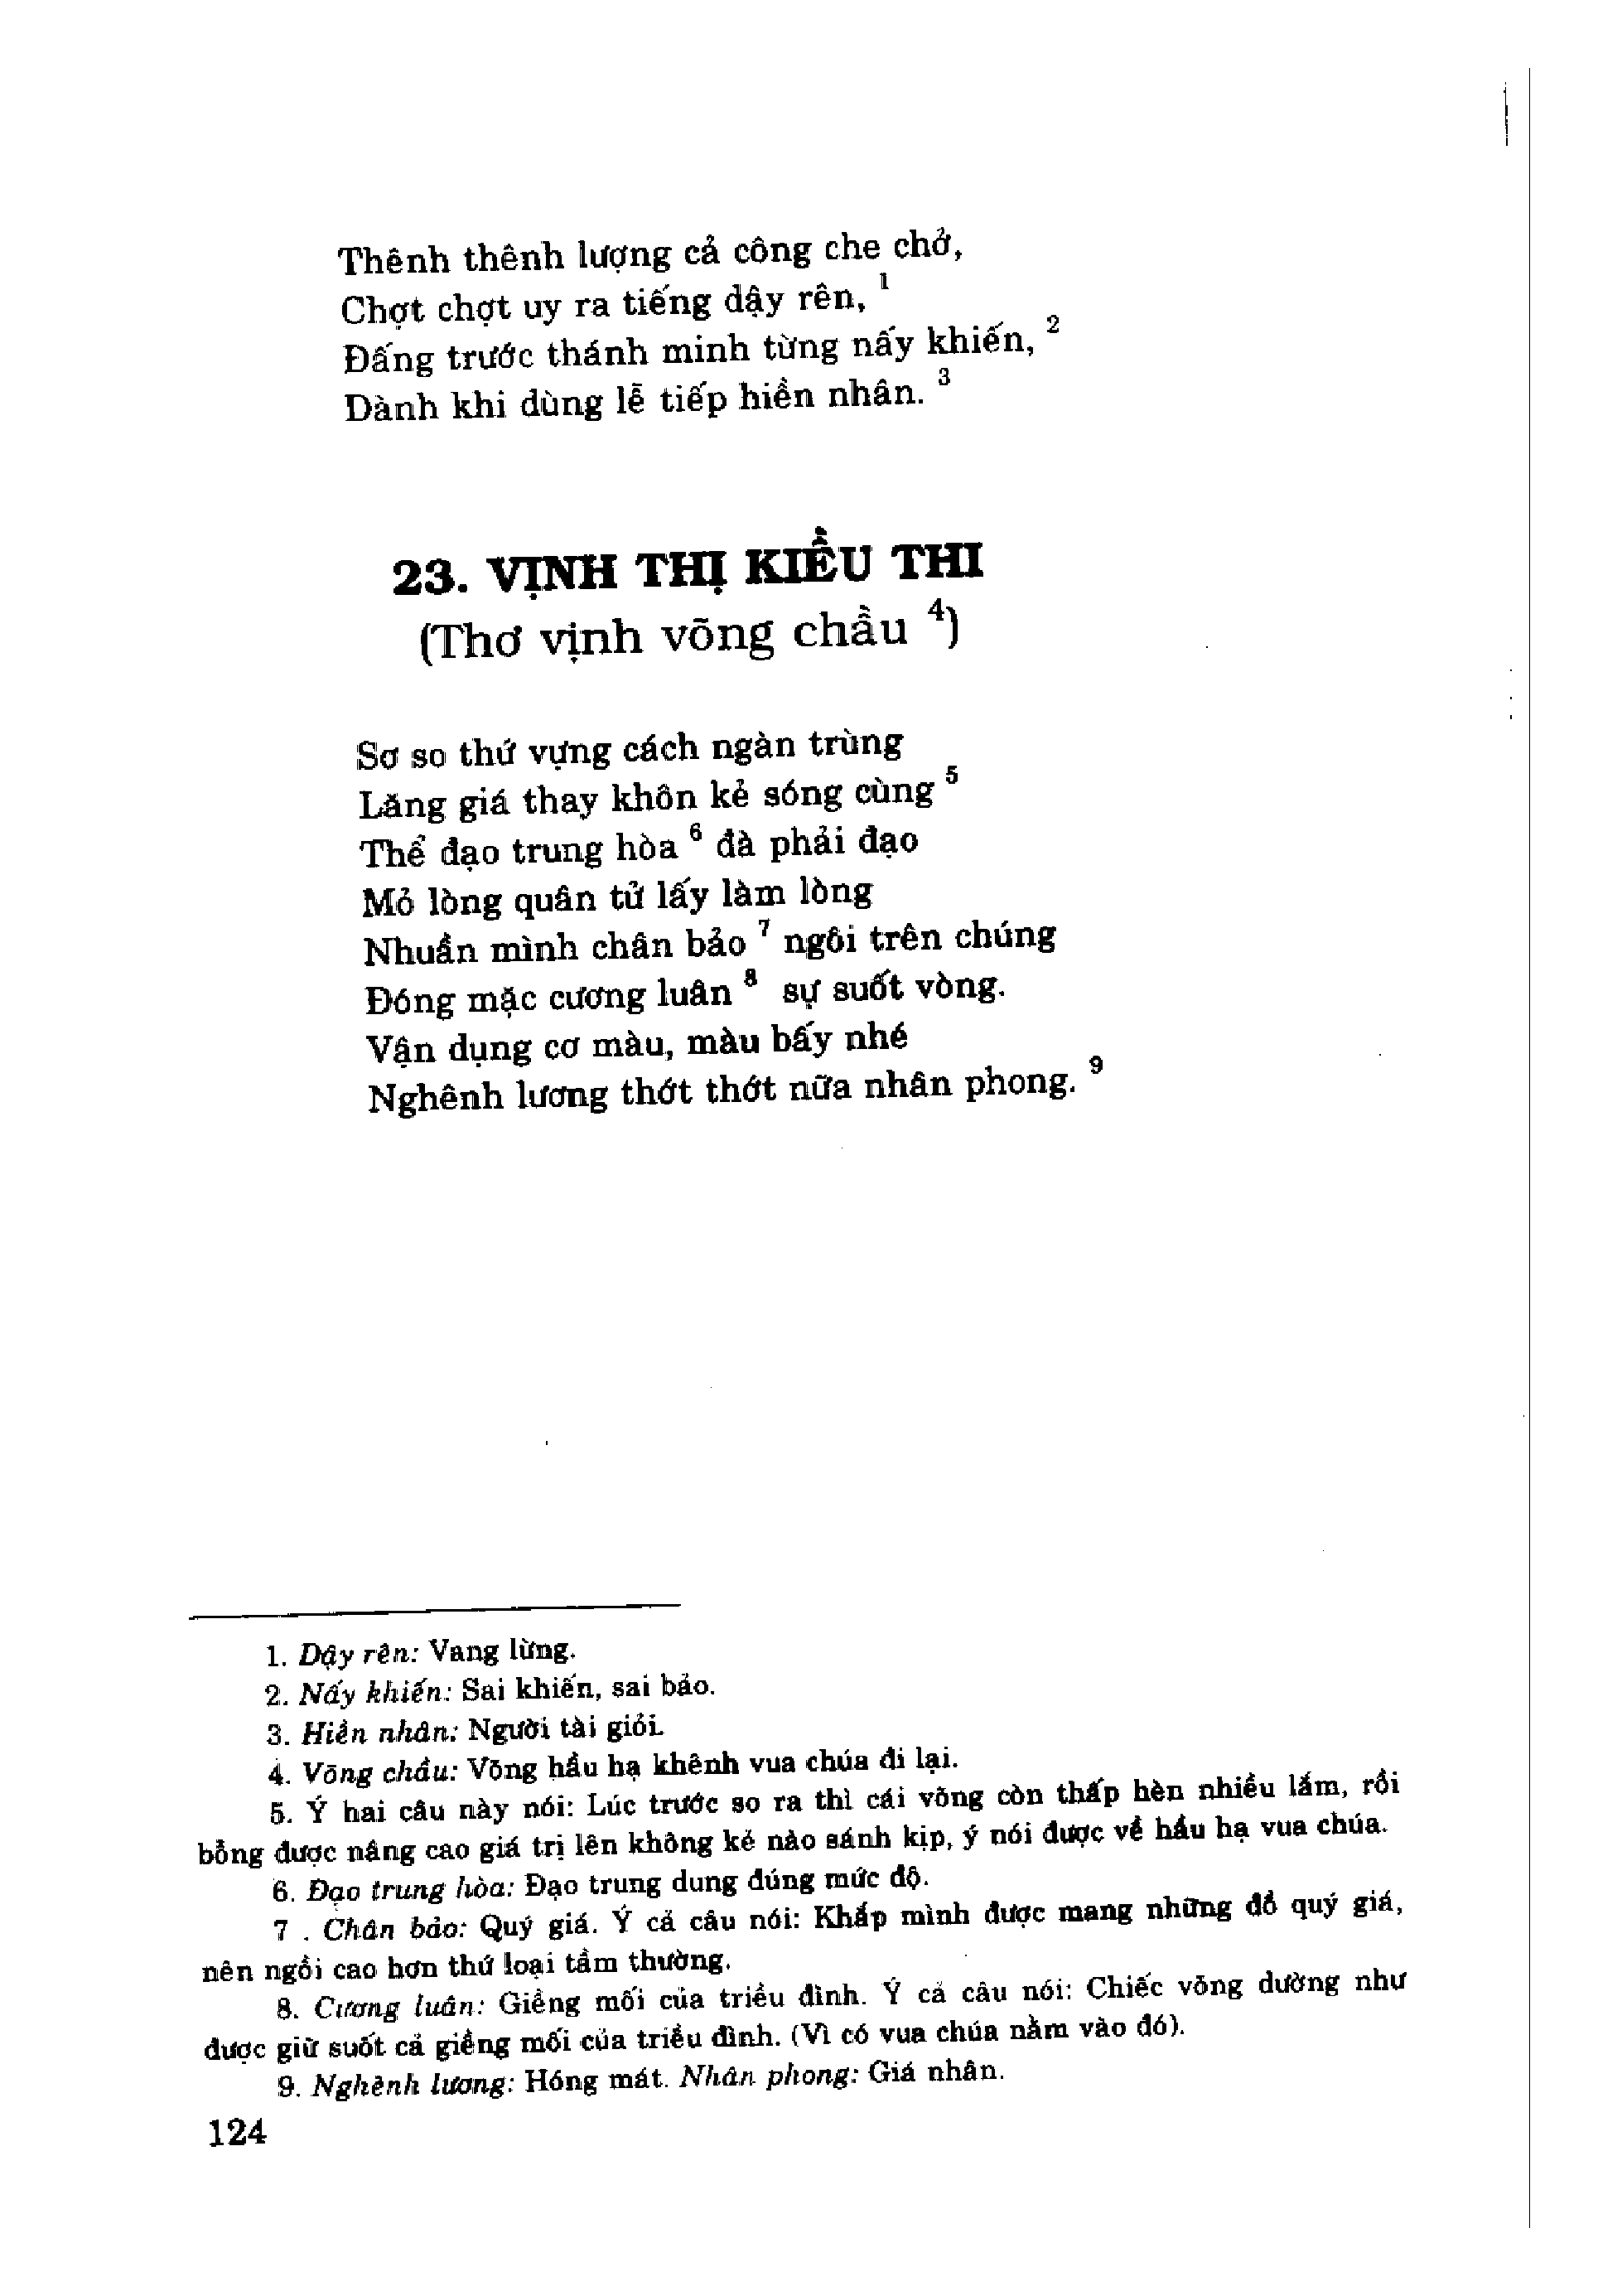 Thênh thênh lượng cả công che chở,
Chợt chợt uy ra tiếng dậy rên, 1
Đấng trước thánh minh từng nấy khiến, 2
Dành khi dùng lễ tiếp hiền nhân. 3
23. VỊNH THỊ KIỀU THI
(Thơ vịnh võng chầu 4)
Sơ so thứ vựng cách ngàn trùng
Lăng giá thay khôn kẻ sóng cùng 5
Thể đạo trung hòa 6 đà phải đạo
Mỏ lòng quân tử lấy làm lòng
Nhuần mình chân bảo 7 ngôi trên chúng
Đóng mặc cương luân 8 sự suốt vòng.
Vận dụng cơ màu, màu bấy nhé
Nghênh lương thớt thớt nữa nhân phong. 9
1. Dậy rên: Vang lừng.
2. Nấy khiến: Sai khiến, sai bảo.
3. Hiền nhân: Người tài giỏi.
4. Võng chầu: Võng hầu hạ khênh vua chúa đi lại.
5. Ý hai câu này nói: Lúc trước so ra thì cái võng còn thấp hèn nhiều lắm, rồi
bỗng được nâng cao giá trị lên không kẻ nào sánh kịp, ý nói được về hầu hạ vua chúa.
6. Đạo trung hòa: Đạo trung dung đúng mức độ.
7 . Chân bảo: Quý giá. Ý cả câu nói: Khắp mình được mang những đồ quý giá,
nên ngồi cao hơn thứ loại tầm thường.
8. Cương luân: Giềng mối của triều đình. Ý cả câu nói: Chiếc võng dường như
được giữ suốt cả giềng mối của triều đình. (Vì có vua chúa nằm vào đó).
9. Nghênh lương: Hóng mát. Nhân phong: Giá nhân.
124